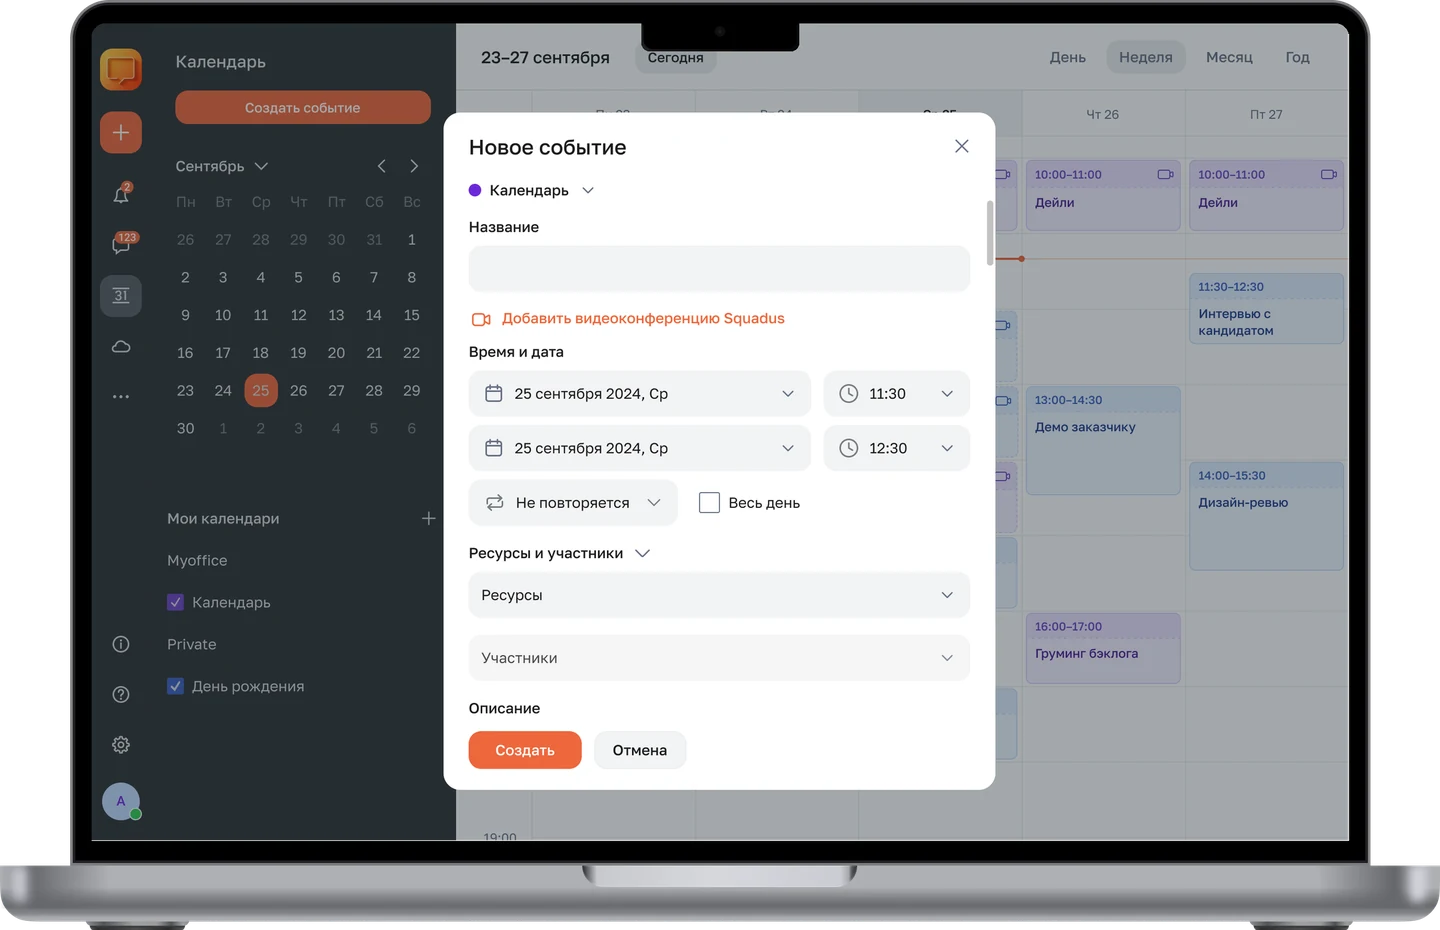 Календарь
Создать событие
2
123
31
Сентябрь
Пн Вт Ср Чт Пт Сб Вс
26 27 28 29 30 31 1
2 3 4 5 6 7 8
9 10 11 12 13 14 15
16 17 18 19 20 21 22
23 24 25 26 27 28 29
30 1 2 3 4 5 6
Мои календари
Myoffice
Календарь
Private
День рождения
A
23–27 сентября
Сегодня
День
Неделя
Месяц
Год
Чт 26
Пт 27
Новое событие
Календарь
Название
Добавить видеоконференцию Squadus
Время и дата
25 сентября 2024, Ср
11:30
25 сентября 2024, Ср
12:30
Не повторяется
Весь день
Ресурсы и участники
Ресурсы
Участники
Описание
Создать
Отмена
10:00–11:00
Дейли
10:00–11:00
Дейли
11:30–12:30
Интервью с
кандидатом
13:00–14:30
Демо заказчику
14:00–15:30
Дизайн-ревью
16:00–17:00
Груминг бэклога
19:00